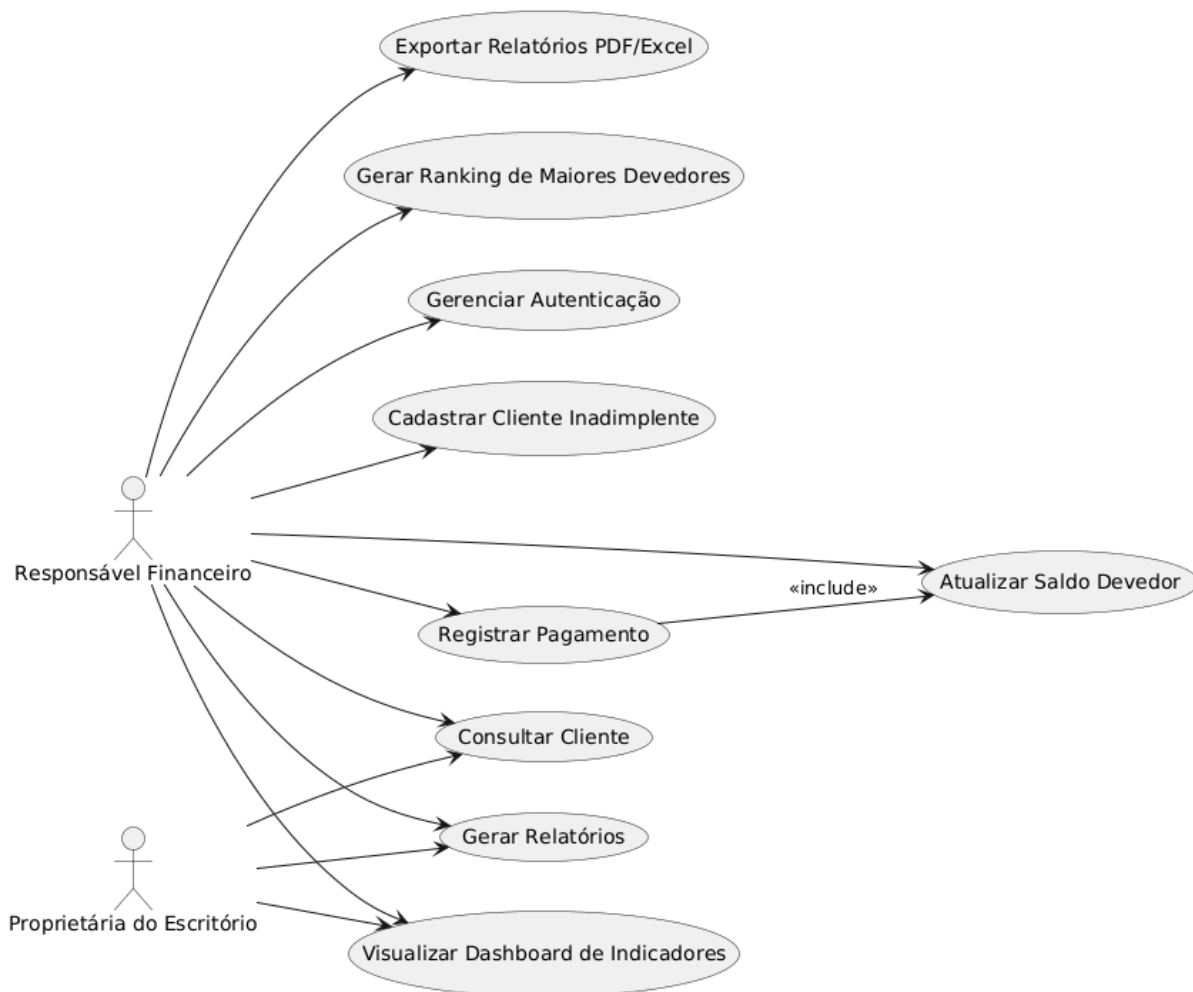 Exportar Relatórios PDF/Excel
Gerar Ranking de Maiores Devedores
Gerenciar Autenticação
Cadastrar Cliente Inadimplente
Responsável Financeiro
Atualizar Saldo Devedor
«include»
Registrar Pagamento
Consultar Cliente
Gerar Relatórios
Proprietária do Escritório
Visualizar Dashboard de Indicadores